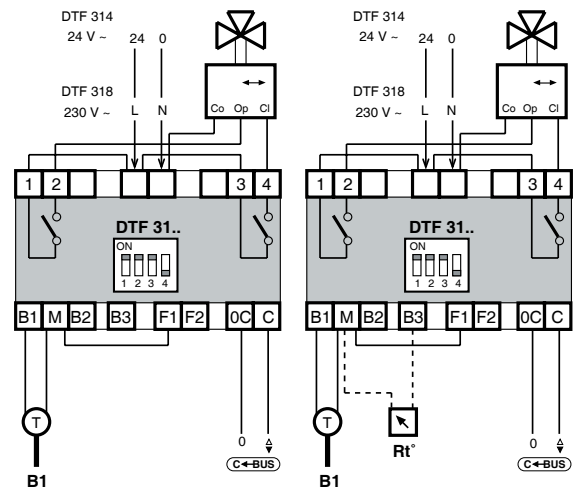 DTF 314
24 V ~
24 0
DTF 318
230 V ~
L N
Co Op Cl
1 2 3 4
DTF 31..
ON
1 2 3 4
B1 M B2 B3 F1 F2 0C C
T
0
C BUS
B1
DTF 314
24 V ~
24 0
DTF 318
230 V ~
L N
Co Op Cl
1 2 3 4
DTF 31..
ON
1 2 3 4
B1 M B2 B3 F1 F2 0C C
T
Rt°
0
C BUS
B1